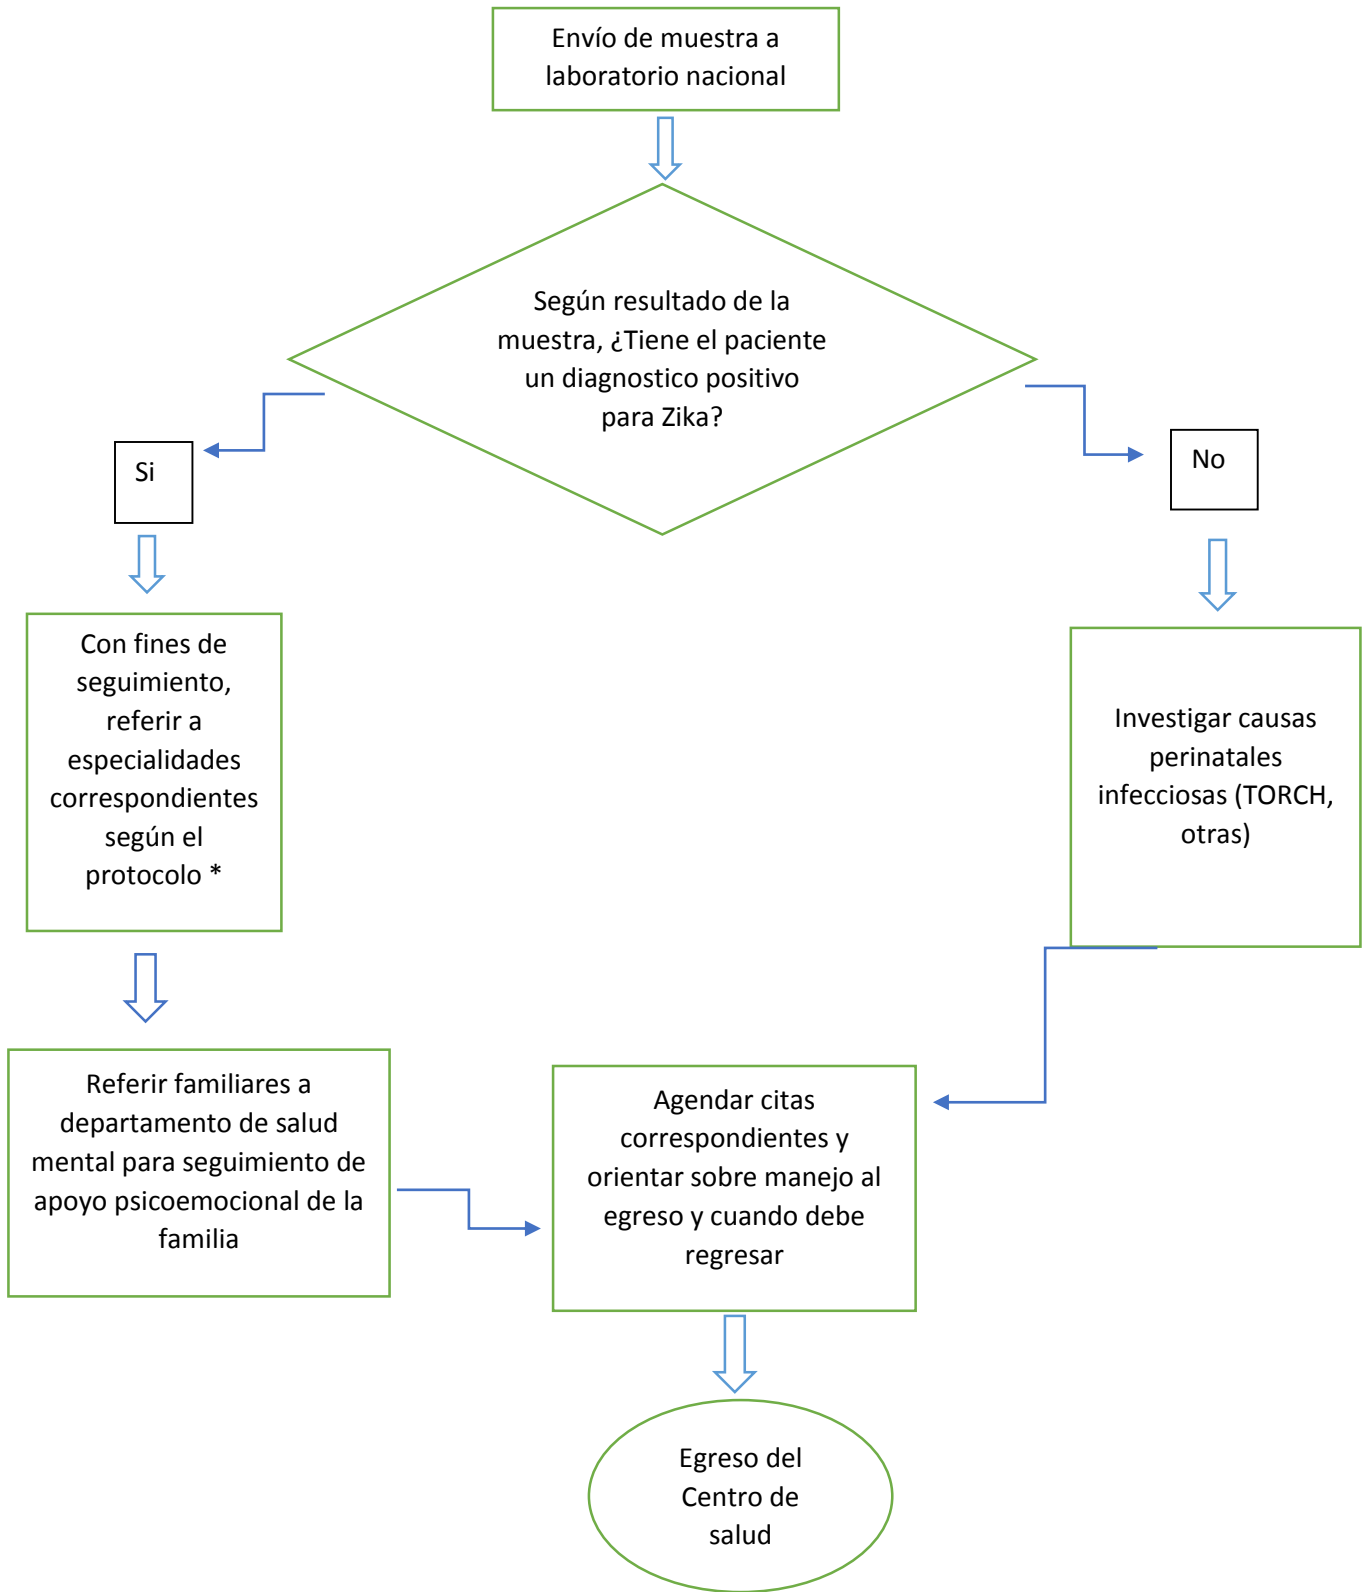 Envío de muestra a
laboratorio nacional
Según resultado de la
muestra, ¿Tiene el paciente
un diagnostico positivo
para Zika?
Si
No
Con fines de
seguimiento,
referir a
especialidades
correspondientes
según el
protocolo *
Investigar causas
perinatales
infecciosas (TORCH,
otras)
Referir familiares a
departamento de salud
mental para seguimiento de
apoyo psicoemocional de la
familia
Agendar citas
correspondientes y
orientar sobre manejo al
egreso y cuando debe
regresar
Egreso del
Centro de
salud